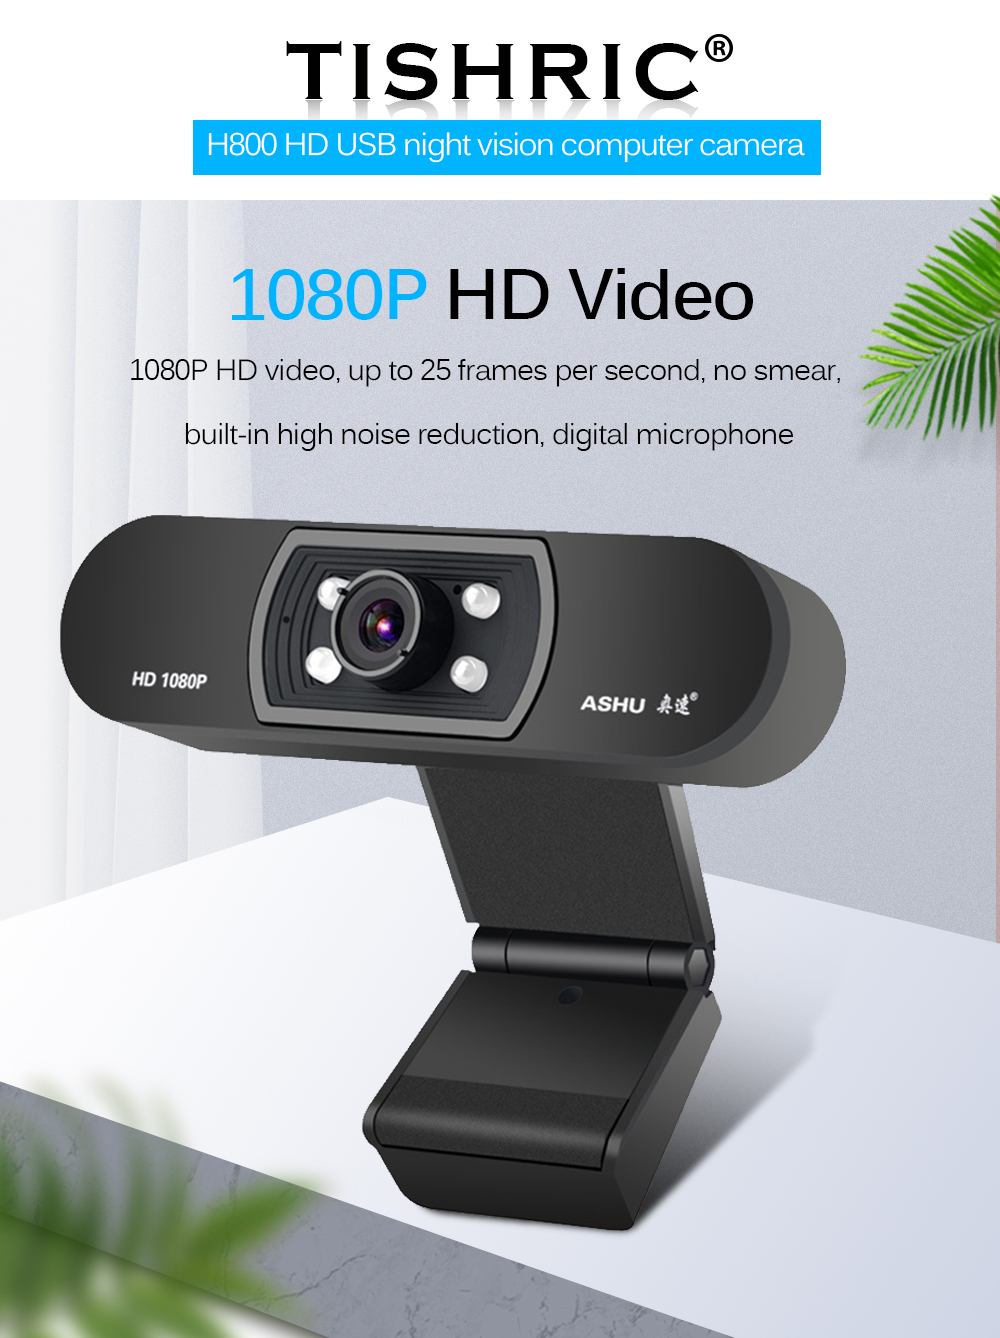 TISHRIC®
H800 HD USB night vision computer camera
1080P HD Video
1080P HD video, up to 25 frames per second, no smear,
built-in high noise reduction, digital microphone
HD 1080P
ASHU 奥速®